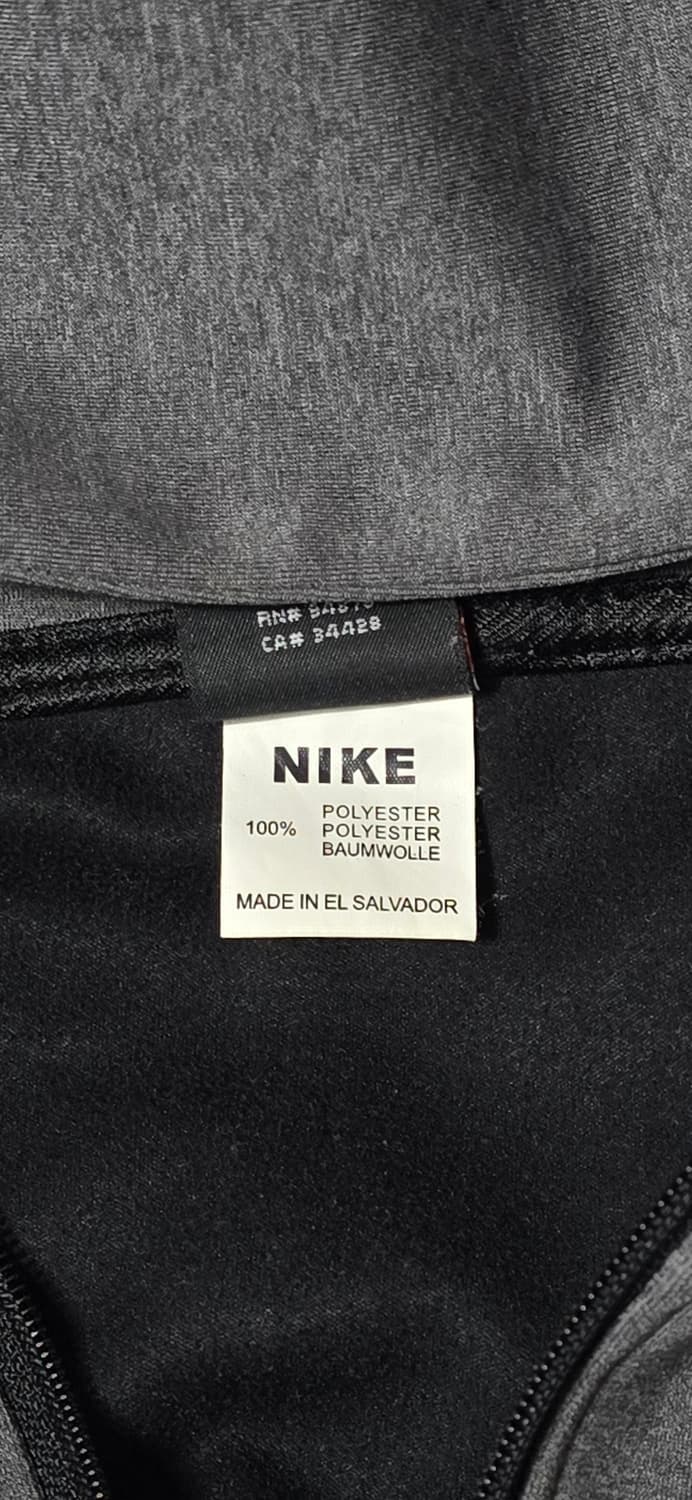 CA# 34428
NIKE
100%
POLYESTER
POLYESTER
BAUMWOLLE
MADE IN EL SALVADOR